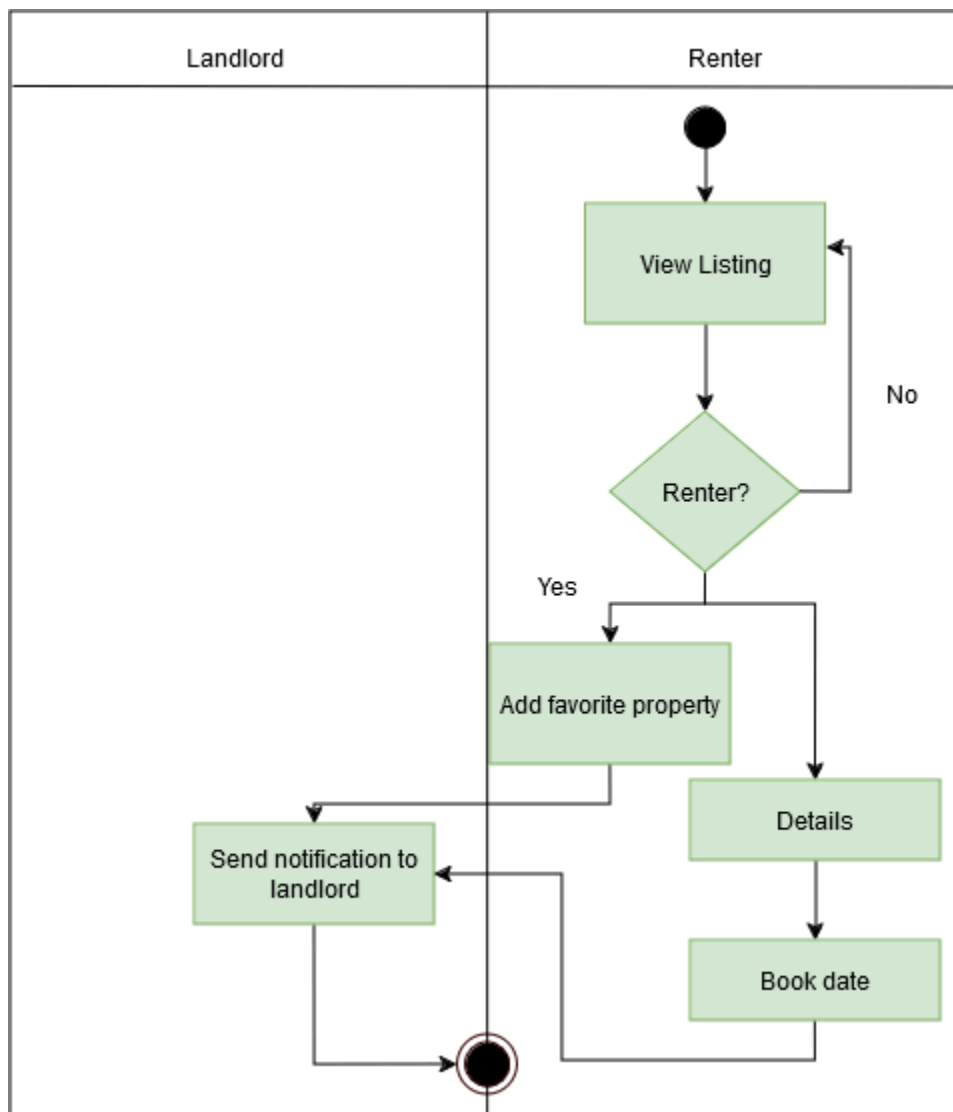 Landlord
Renter
View Listing
No
Renter?
Yes
Add favorite property
Details
Send notification to
landlord
Book date